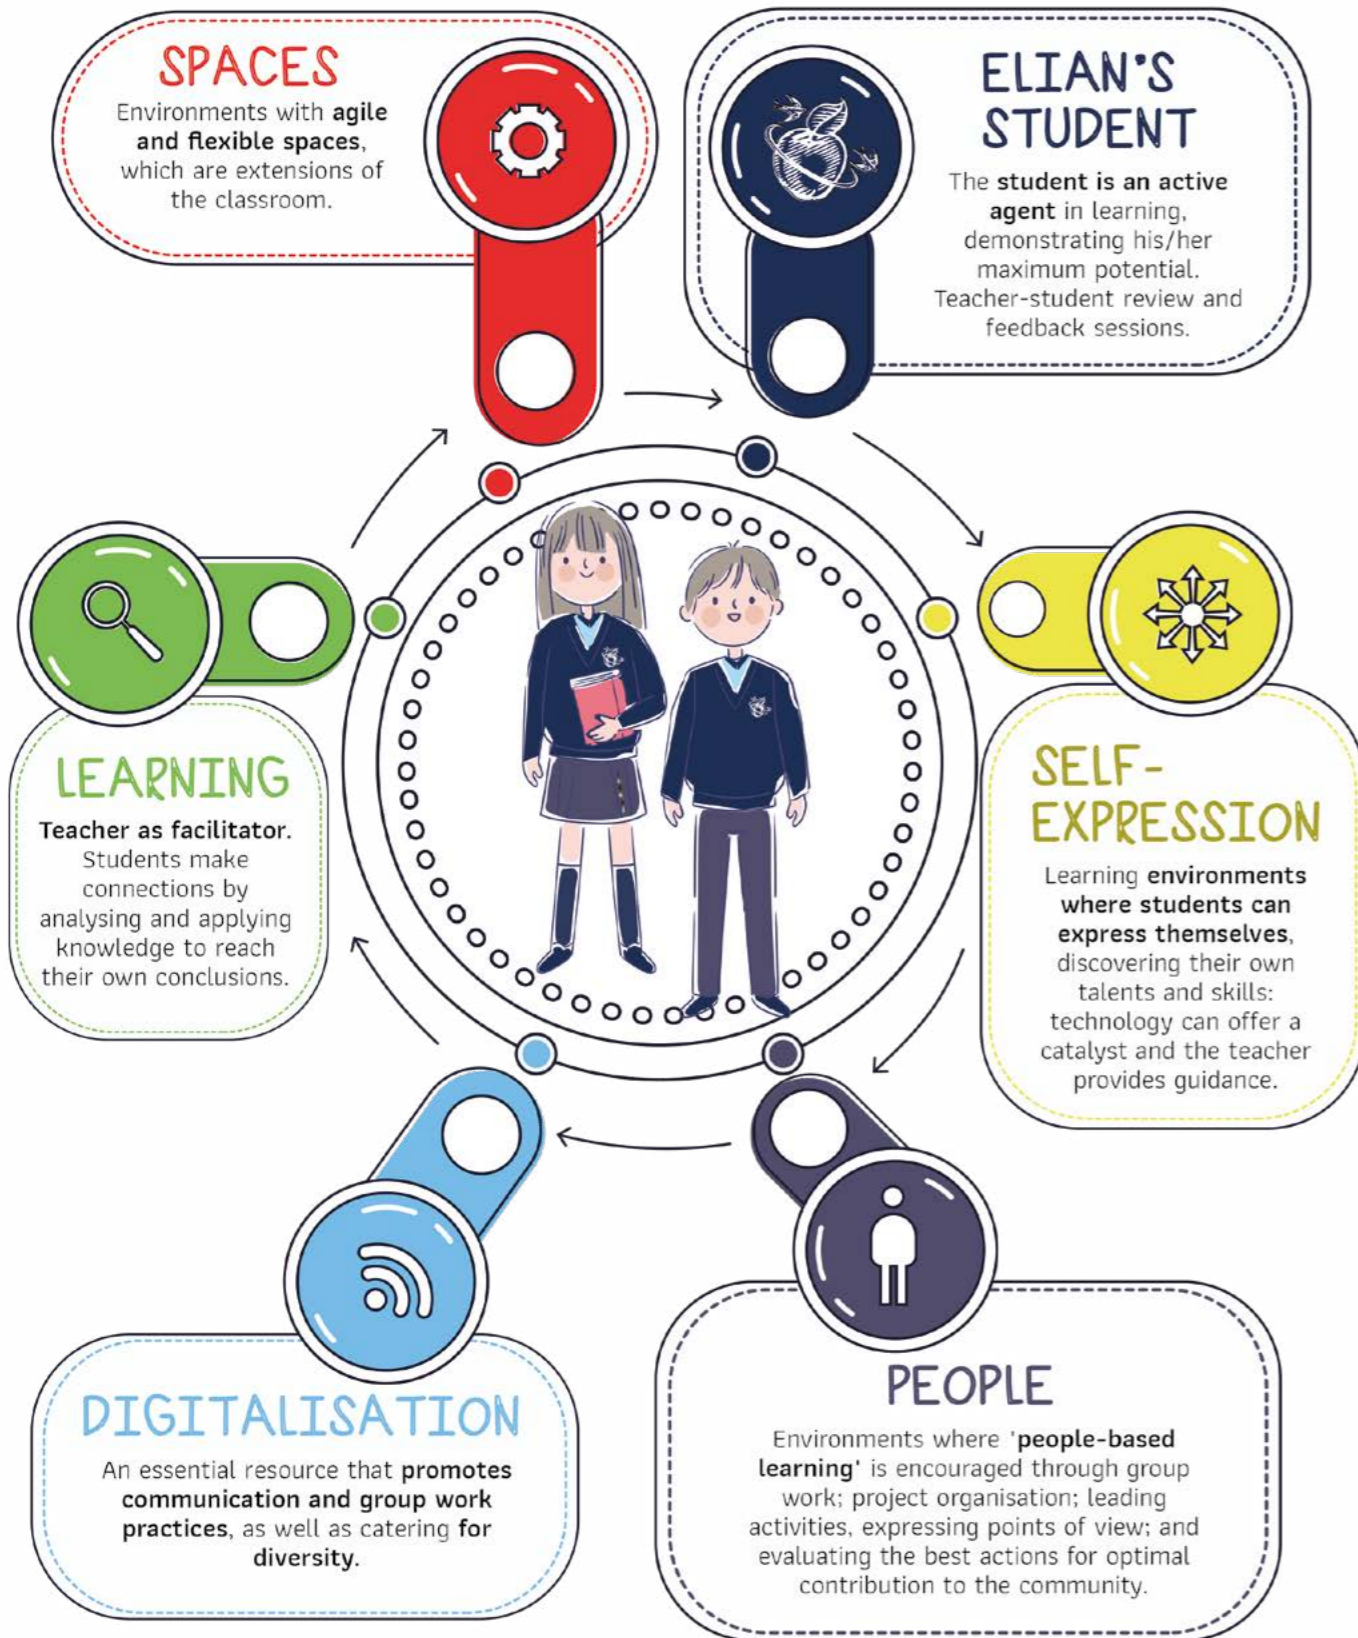 SPACES
Environments with agile
and flexible spaces,
which are extensions of
the classroom.
ELIAN'S
STUDENT
The student is an active
agent in learning,
demonstrating his/her
maximum potential.
Teacher-student review and
feedback sessions.
SELF-
EXPRESSION
Learning environments
where students can
express themselves,
discovering their own
talents and skills:
technology can offer a
catalyst and the teacher
provides guidance.
PEOPLE
Environments where 'people-based
learning' is encouraged through group
work; project organisation; leading
activities, expressing points of view; and
evaluating the best actions for optimal
contribution to the community.
DIGITALISATION
An essential resource that promotes
communication and group work
practices, as well as catering for
diversity.
LEARNING
Teacher as facilitator.
Students make
connections by
analysing and applying
knowledge to reach
their own conclusions.